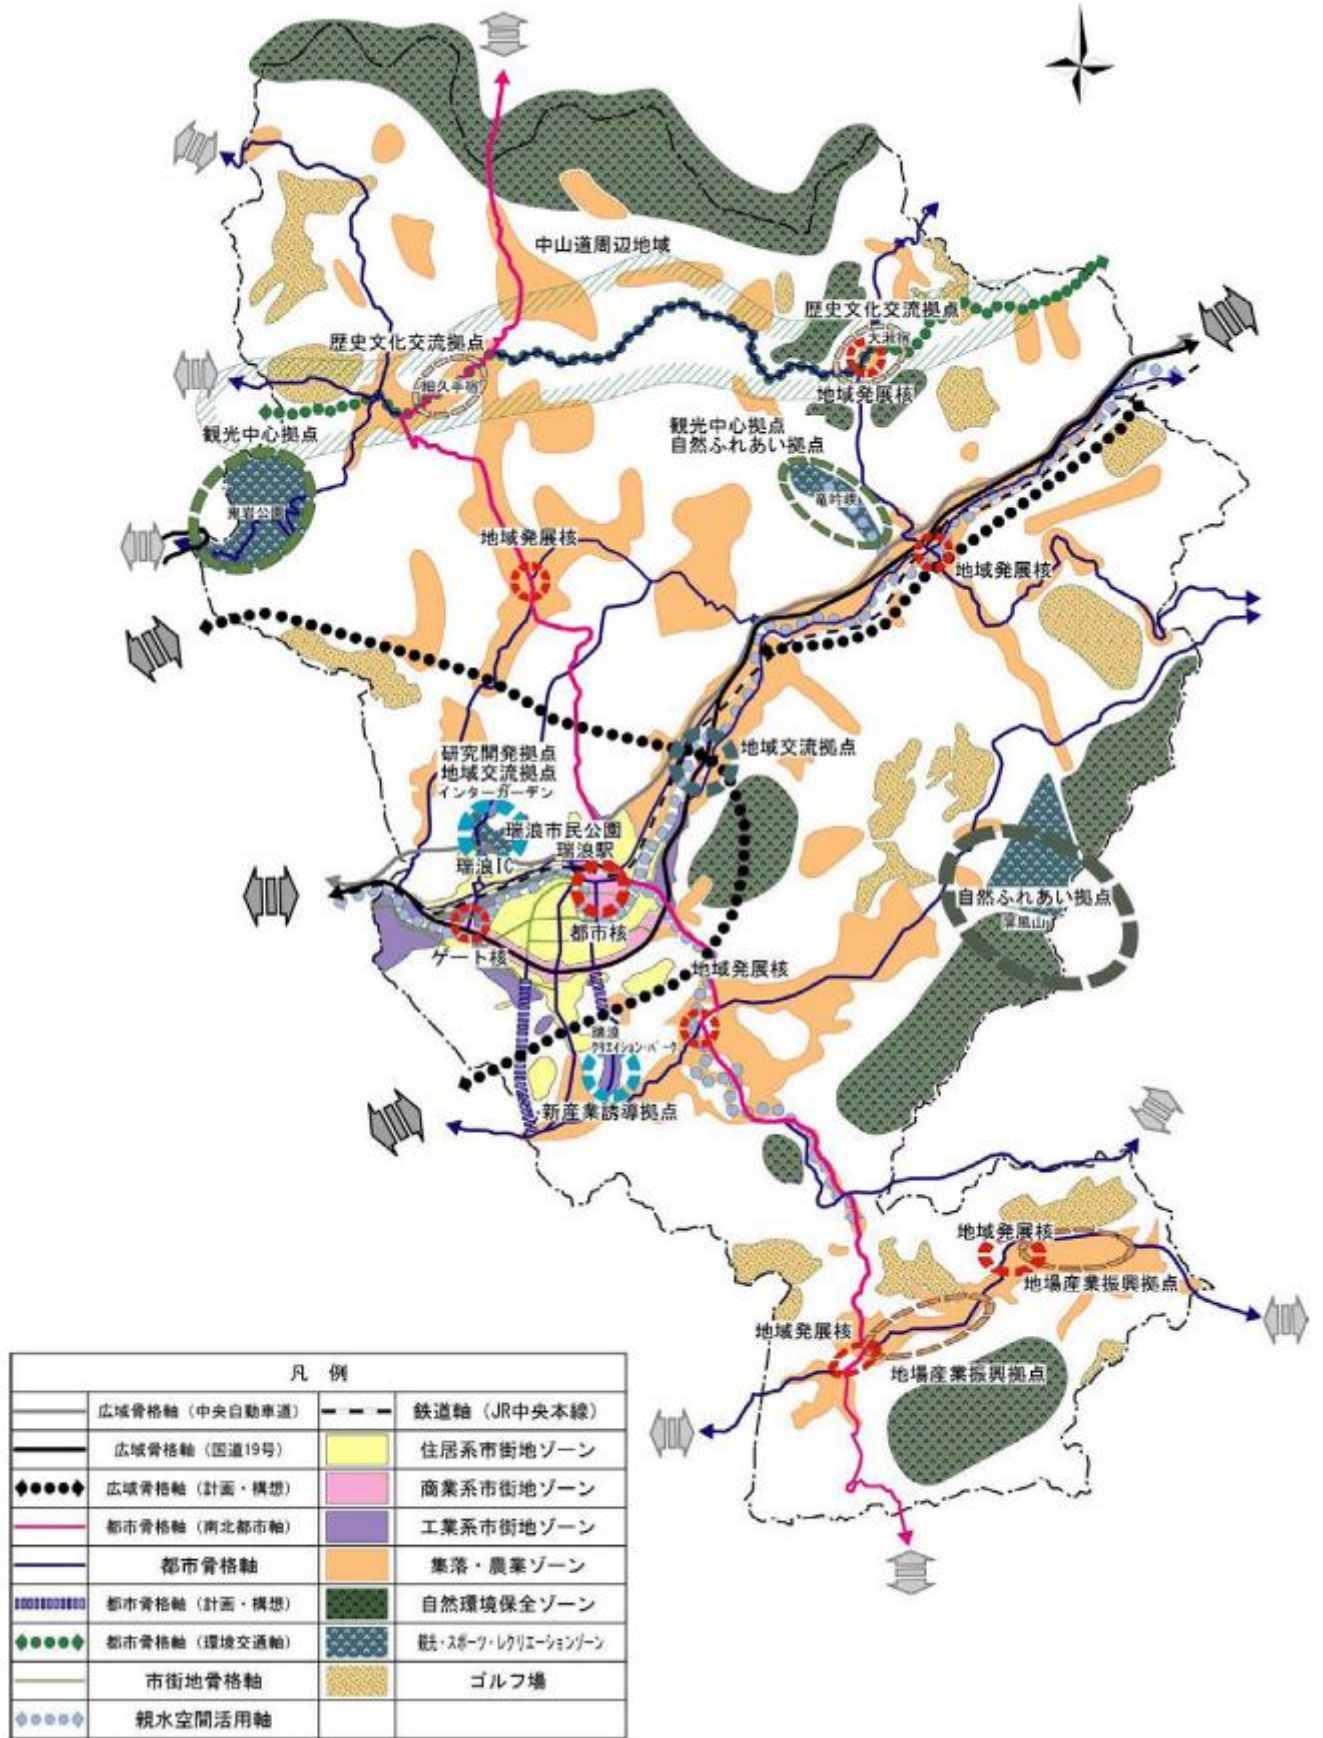 中山道周辺地域
歴史文化交流拠点
大湫宿
地域発展核
歴史文化交流拠点
細久手宿
観光中心拠点
鬼岩公園
観光中心拠点
自然ふれあい拠点
竜吟峡
地域発展核
地域発展核
地域交流拠点
研究開発拠点
地域交流拠点
インターガーデン
瑞浪市民公園
瑞浪駅
瑞浪IC
都市核
ゲート核
自然ふれあい拠点
屏風山
地域発展核
瑞浪
クリエイション・パーク
新産業誘導拠点
地域発展核
地場産業振興拠点
地域発展核
地場産業振興拠点
凡 例
広域骨格軸（中央自動車道） 鉄道軸（JR中央本線）
広域骨格軸（国道19号） 住居系市街地ゾーン
広域骨格軸（計画・構想） 商業系市街地ゾーン
都市骨格軸（南北都市軸） 工業系市街地ゾーン
都市骨格軸 集落・農業ゾーン
都市骨格軸（計画・構想） 自然環境保全ゾーン
都市骨格軸（環境交通軸） 観光・スポーツ・レクリエーションゾーン
市街地骨格軸 ゴルフ場
親水空間活用軸